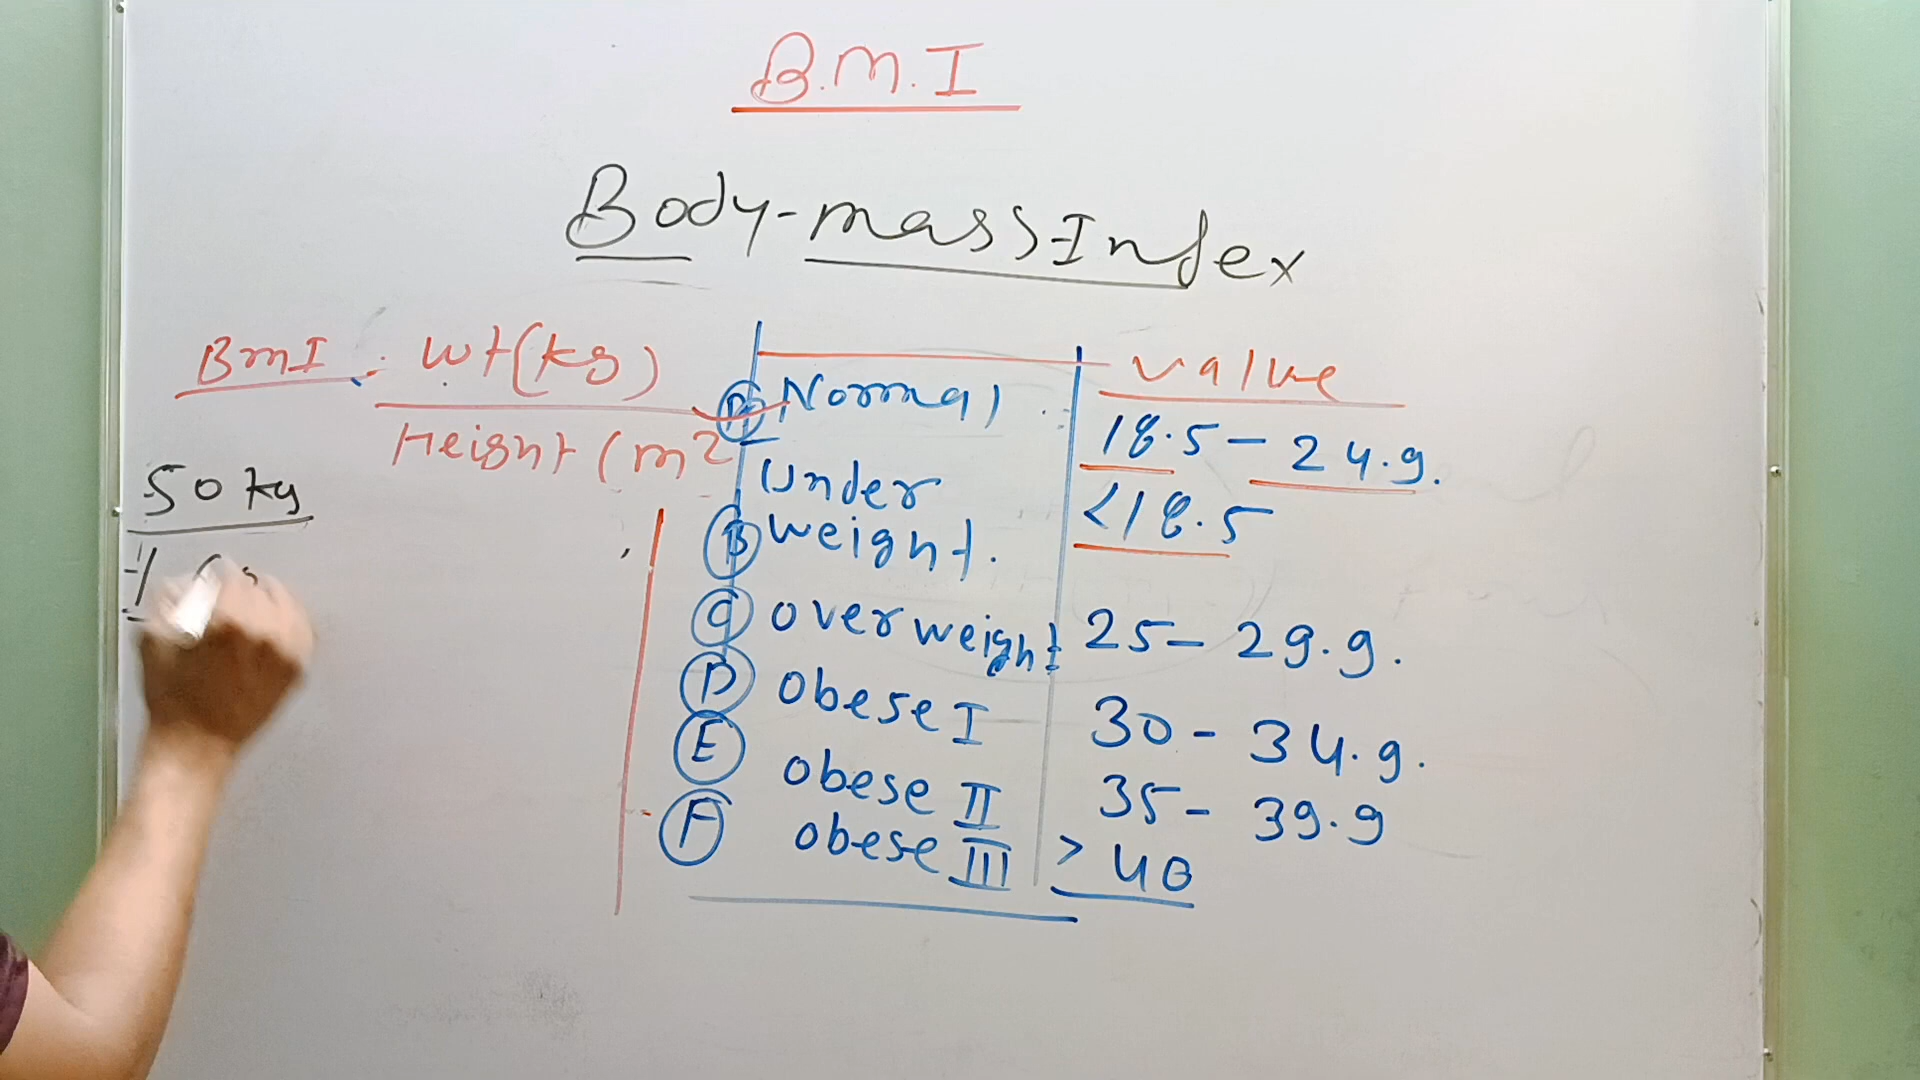 B.M.I
Body-mass Index
BmI : wt(kg)
Height (m2
50 kg
value
A Normal 18.5 - 24.9.
Under
B weight. <18.5
C overweight 25 - 29.9.
D obese I 30 - 34.9.
E obese II 35 - 39.9
F obese III > 40